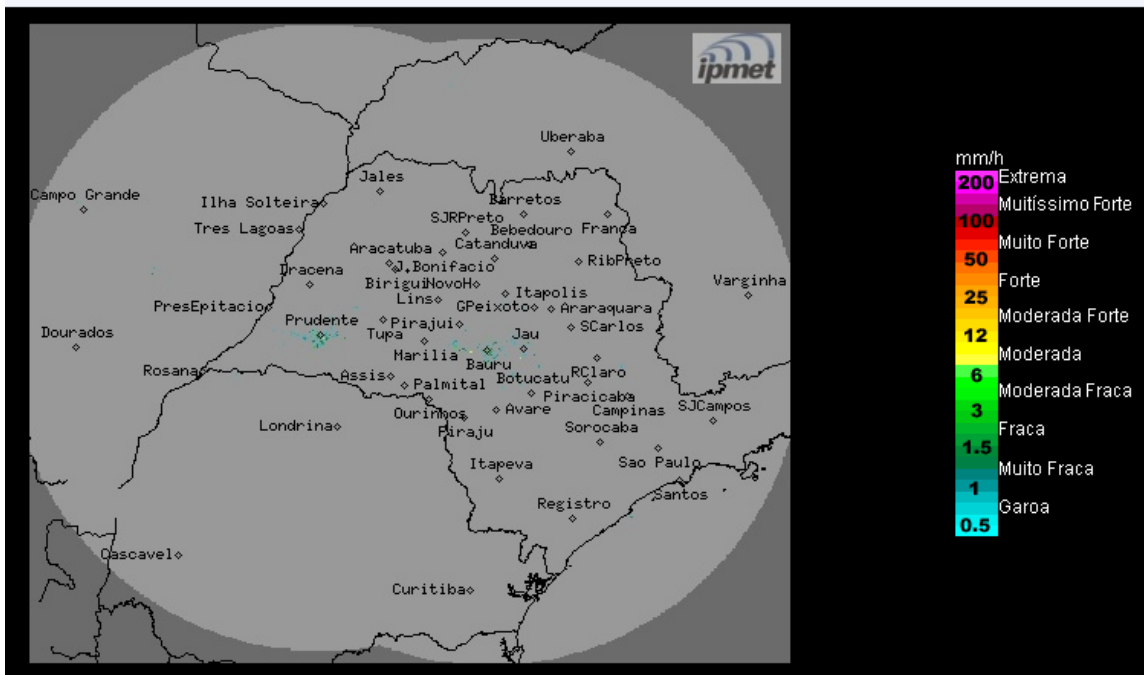 ipmet
Uberaba
Jales
Campo Grande
Ilha Solteira
Barretos
SJRPreto
Tres Lagoas
Bebedouro
Franca
Aracatuba
Catanduva
Dracena
J.Bonifacio
RibPreto
Varginha
Birigui
NovoH
Itapolis
PresEpitacio
Lins
GPeixoto
Araraquara
Prudente
Pirajui
SCarlos
Dourados
Tupa
Jau
Marilia
Bauru
Rosana
Assis
Botucatu
RClaro
Palmital
Piracicaba
Ourinhos
Avare
Campinas
SJCampos
Londrina
Piraju
Sorocaba
Itapeva
Sao Paulo
Santos
Registro
Cascavel
Curitiba
mm/h
200 Extrema
Muitíssimo Forte
100
Muito Forte
50
Forte
25
Moderada Forte
12
Moderada
6
Moderada Fraca
3
Fraca
1.5
Muito Fraca
1
Garoa
0.5